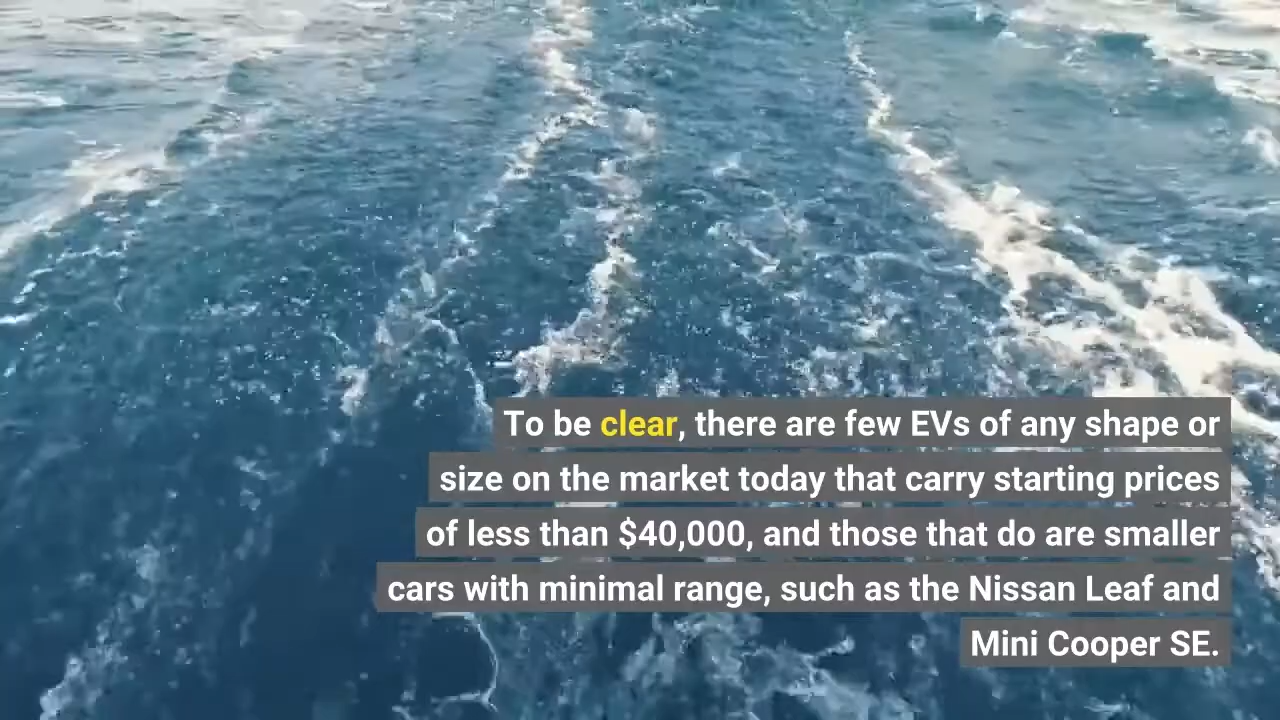 To be clear, there are few EVs of any shape or
size on the market today that carry starting prices
of less than $40,000, and those that do are smaller
cars with minimal range, such as the Nissan Leaf and
Mini Cooper SE.